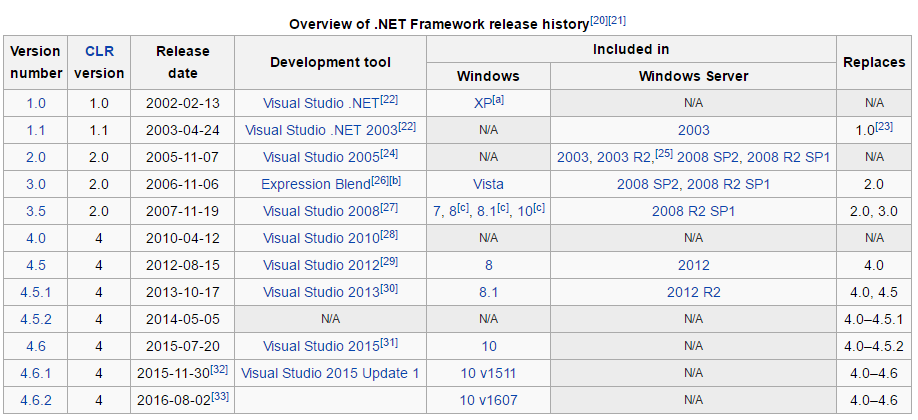 Overview of .NET Framework release history[20][21]
Version number CLR version Release date Development tool Included in Replaces
Windows Windows Server
1.0 1.0 2002-02-13 Visual Studio .NET[22] XP[a] N/A N/A
1.1 1.1 2003-04-24 Visual Studio .NET 2003[22] N/A 2003 1.0[23]
2.0 2.0 2005-11-07 Visual Studio 2005[24] N/A 2003, 2003 R2,[25] 2008 SP2, 2008 R2 SP1 N/A
3.0 2.0 2006-11-06 Expression Blend[26][b] Vista 2008 SP2, 2008 R2 SP1 2.0
3.5 2.0 2007-11-19 Visual Studio 2008[27] 7, 8[c], 8.1[c], 10[c] 2008 R2 SP1 2.0, 3.0
4.0 4 2010-04-12 Visual Studio 2010[28] N/A N/A N/A
4.5 4 2012-08-15 Visual Studio 2012[29] 8 2012 4.0
4.5.1 4 2013-10-17 Visual Studio 2013[30] 8.1 2012 R2 4.0, 4.5
4.5.2 4 2014-05-05 N/A N/A N/A 4.0–4.5.1
4.6 4 2015-07-20 Visual Studio 2015[31] 10 N/A 4.0–4.5.2
4.6.1 4 2015-11-30[32] Visual Studio 2015 Update 1 10 v1511 N/A 4.0–4.6
4.6.2 4 2016-08-02[33] 10 v1607 N/A 4.0–4.6